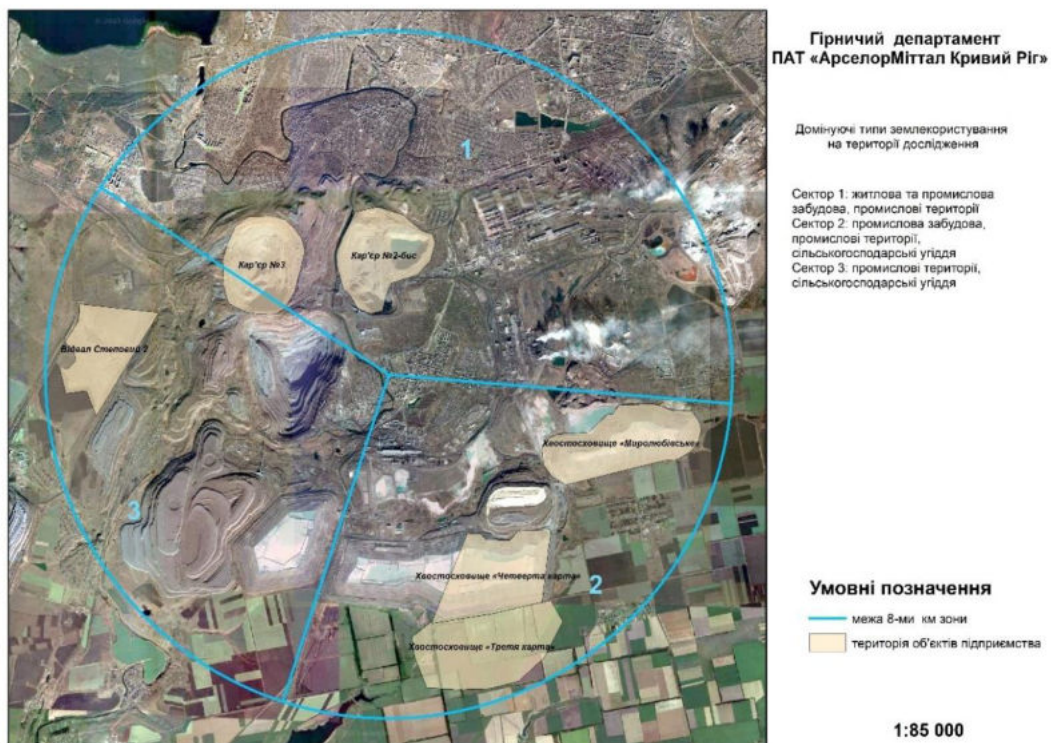 Гірничий департамент
ПАТ «АрселорМіттал Кривий Ріг»
Домінуючі типи землекористування
на території дослідження
Сектор 1: житлова та промислова
забудова, промислові території
Сектор 2: промислова забудова,
промислові території,
сільськогосподарські угіддя
Сектор 3: промислові території,
сільськогосподарські угіддя
1
Кар'єр №3
Кар'єр №2-бис
Відвал Степовий 2
Хвостосховище «Миролюбівське»
3
Хвостосховище «Четверта карта»
2
Хвостосховище «Третя карта»
Умовні позначення
межа 8-ми км зони
територія об'єктів підприємства
1:85 000